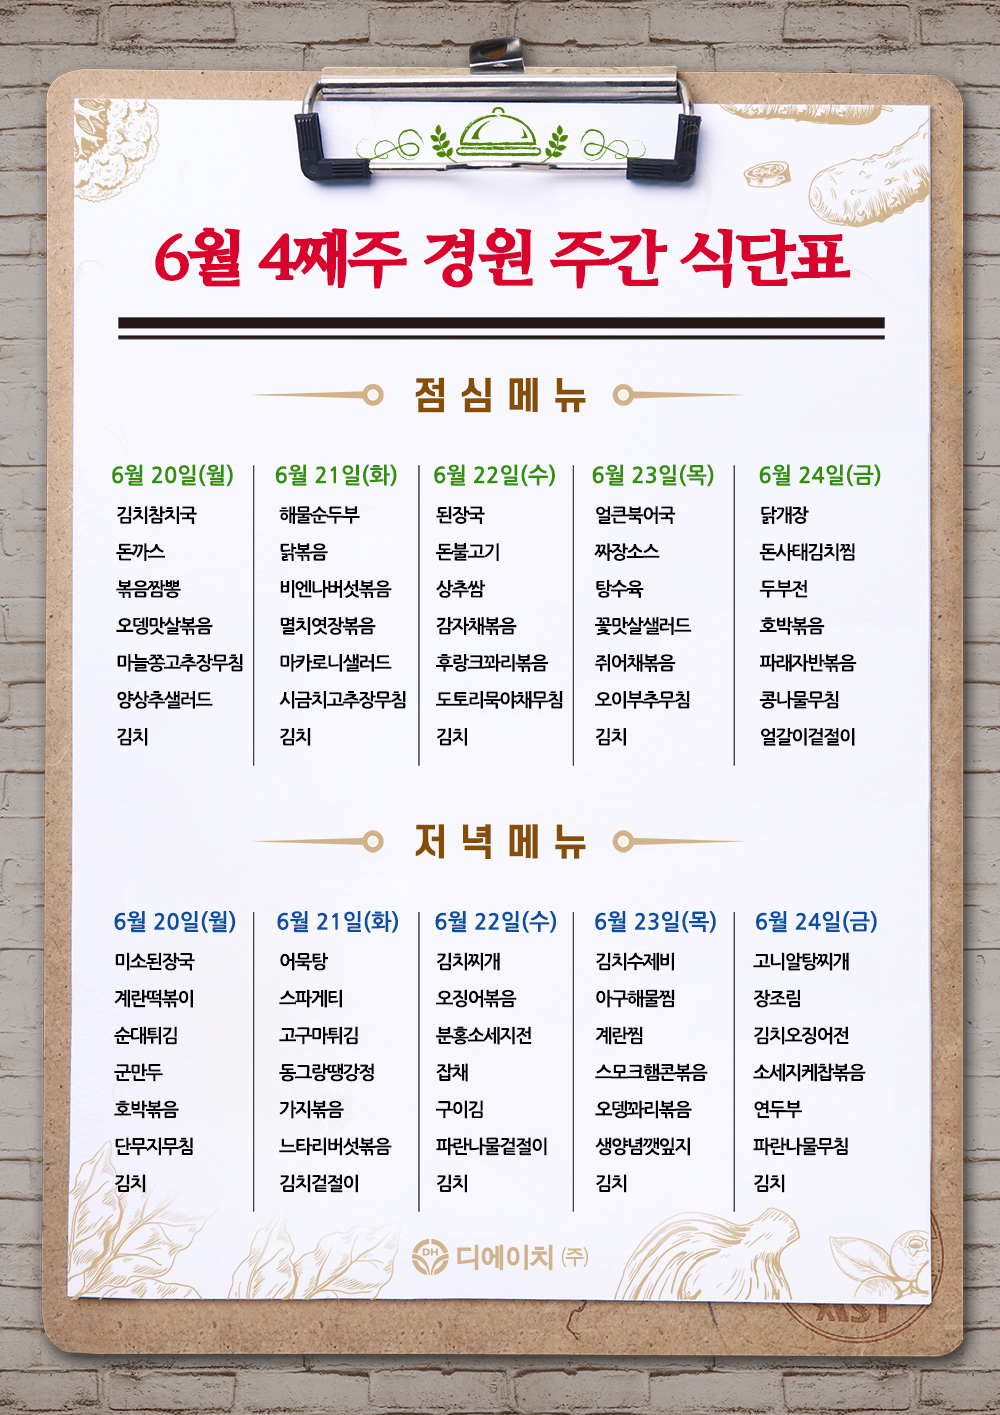 6월 4째주 경원 주간 식단표
점심메뉴
6월 20일(월)
김치참치국
돈까스
볶음짬뽕
오뎅맛살볶음
마늘쫑고추장무침
양상추샐러드
김치
6월 21일(화)
해물순두부
닭볶음
비엔나버섯볶음
멸치엿장볶음
마카로니샐러드
시금치고추장무침
김치
6월 22일(수)
된장국
돈불고기
상추쌈
감자채볶음
후랑크꽈리볶음
도토리묵야채무침
김치
6월 23일(목)
얼큰북어국
짜장소스
탕수육
꽃맛살샐러드
쥐어채볶음
오이부추무침
김치
6월 24일(금)
닭개장
돈사태김치찜
두부전
호박볶음
파래자반볶음
콩나물무침
얼갈이겉절이
저녁메뉴
6월 20일(월)
미소된장국
계란떡볶이
순대튀김
군만두
호박볶음
단무지무침
김치
6월 21일(화)
어묵탕
스파게티
고구마튀김
동그랑땡강정
가지볶음
느타리버섯볶음
김치겉절이
6월 22일(수)
김치찌개
오징어볶음
분홍소세지전
잡채
구이김
파란나물겉절이
김치
6월 23일(목)
김치수제비
아구해물찜
계란찜
스모크햄콘볶음
오뎅꽈리볶음
생양념깻잎지
김치
6월 24일(금)
고니알탕찌개
장조림
김치오징어전
소세지케찹볶음
연두부
파란나물무침
김치
DH 디에이치 (주)